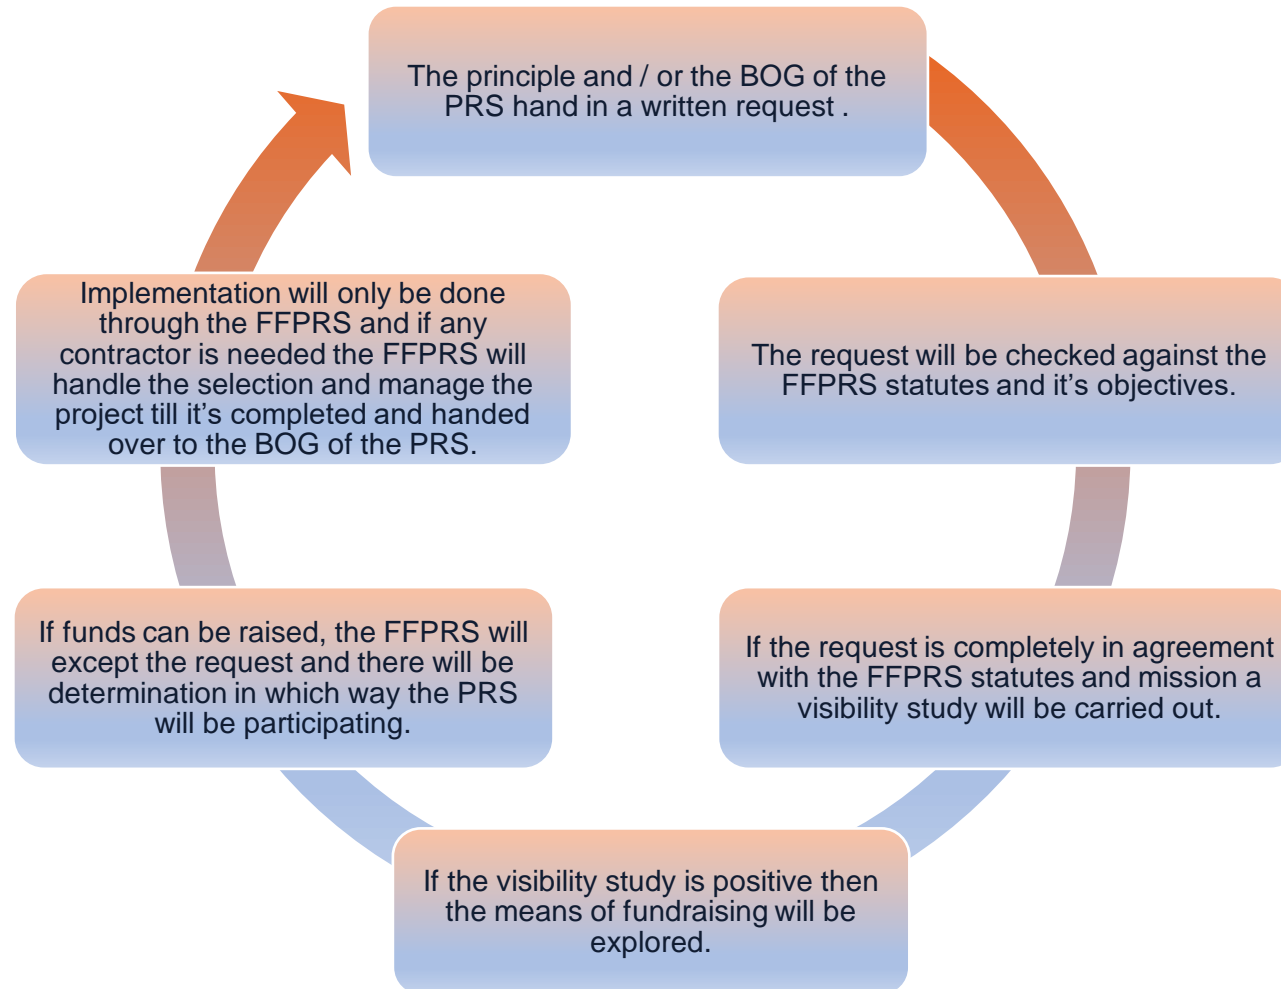 The principle and / or the BOG of the
PRS hand in a written request .
The request will be checked against the
FFPRS statutes and it's objectives.
If the request is completely in agreement
with the FFPRS statutes and mission a
visibility study will be carried out.
If the visibility study is positive then
the means of fundraising will be
explored.
If funds can be raised, the FFPRS will
except the request and there will be
determination in which way the PRS
will be participating.
Implementation will only be done
through the FFPRS and if any
contractor is needed the FFPRS will
handle the selection and manage the
project till it’s completed and handed
over to the BOG of the PRS.